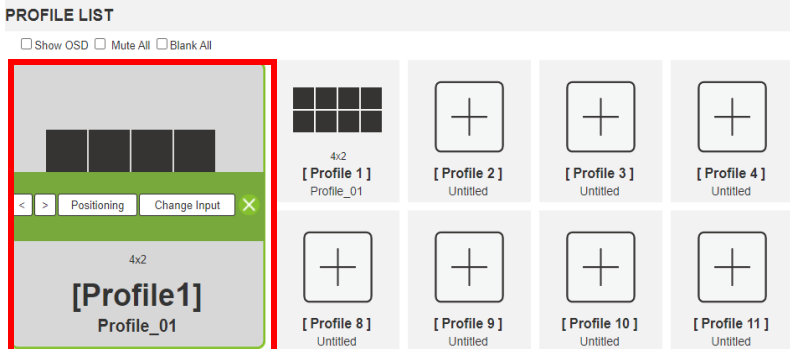 PROFILE LIST
Show OSD Mute All Blank All
< > Positioning Change Input
4x2
[Profile1]
Profile_01
4x2
[ Profile 1 ]
Profile_01
[ Profile 2 ]
Untitled
[ Profile 3 ]
Untitled
[ Profile 4 ]
Untitled
[ Profile 8 ]
Untitled
[ Profile 9 ]
Untitled
[ Profile 10 ]
Untitled
[ Profile 11 ]
Untitled